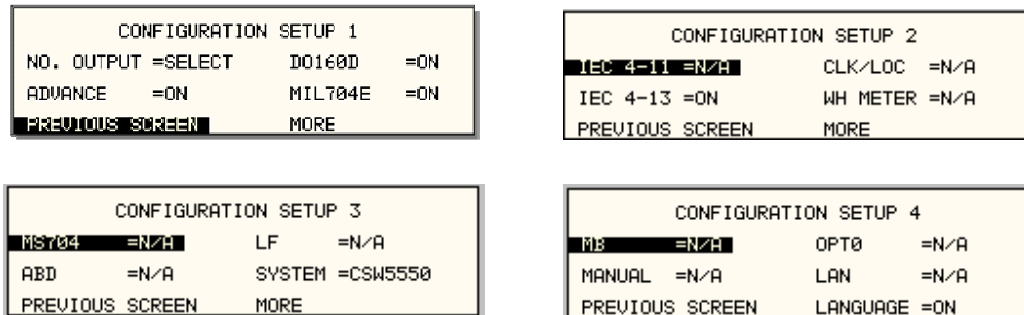 CONFIGURATION SETUP 1
NO. OUTPUT =SELECT DO160D =ON
ADVANCE =ON MIL704E =ON
PREVIOUS SCREEN MORE
CONFIGURATION SETUP 2
IEC 4-11 =N/A CLK/LOC =N/A
IEC 4-13 =ON WH METER =N/A
PREVIOUS SCREEN MORE
CONFIGURATION SETUP 3
MS704 =N/A LF =N/A
ABD =N/A SYSTEM =CSW5550
PREVIOUS SCREEN MORE
CONFIGURATION SETUP 4
MB =N/A OPT0 =N/A
MANUAL =N/A LAN =N/A
PREVIOUS SCREEN LANGUAGE =ON